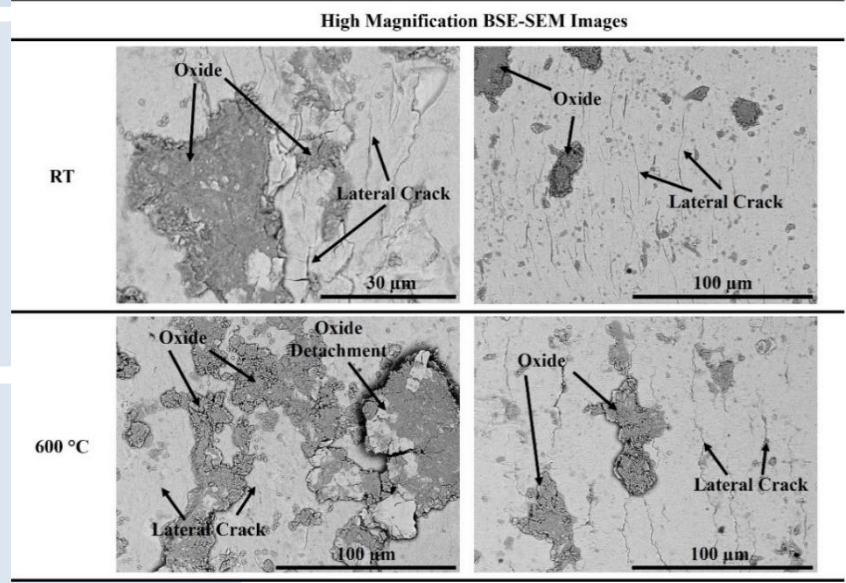 High Magnification BSE-SEM Images
RT
Oxide
Lateral Crack
30 µm
Oxide
Lateral Crack
100 µm
600 °C
Oxide
Oxide
Detachment
Lateral Crack
100 µm
Oxide
Lateral Crack
100 µm